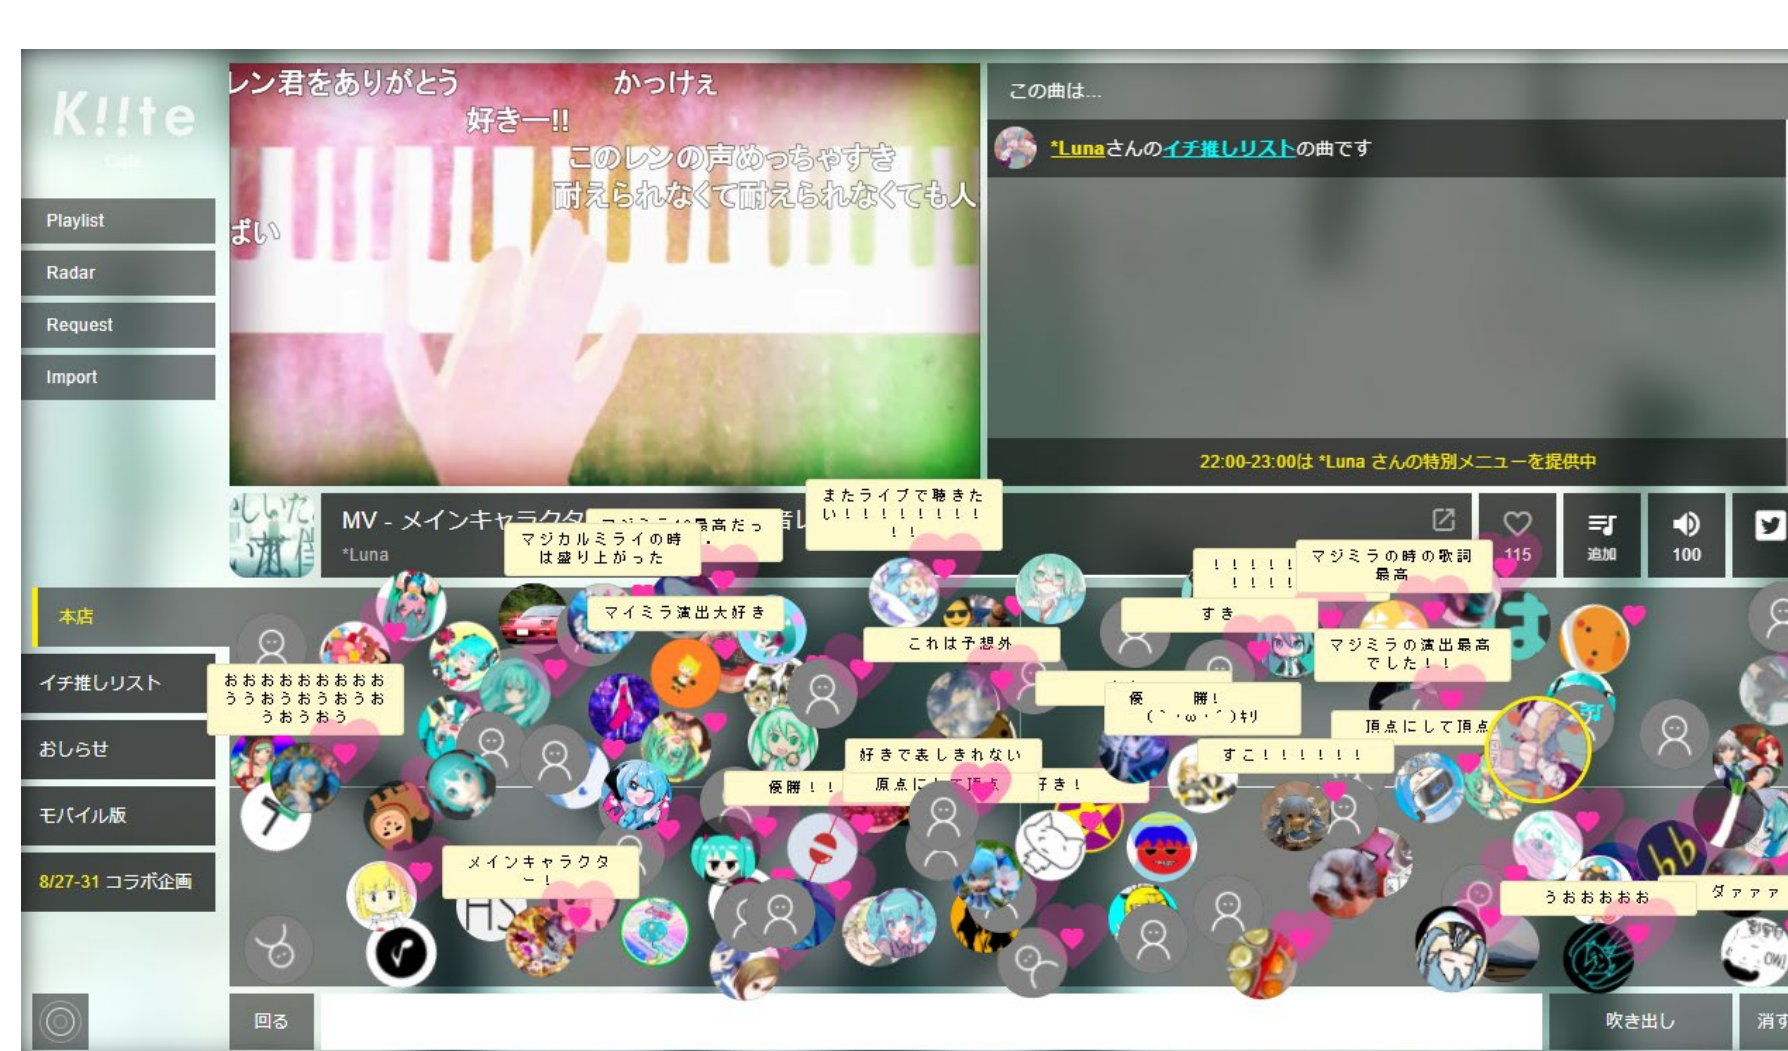 K!!te
Cafe
Playlist
Radar
Request
Import
レン君をありがとう
かっけぇ
好きー!!
このレンの声めっちゃすき
耐えられなくて耐えられなくても人
ぱい
この曲は...
*Lunaさんのイチ推しリストの曲です
22:00-23:00は *Luna さんの特別メニューを提供中
MV - メインキャラクタ
*Luna
115
追加
100
またライブで聴きた
い!!!!!!!!!
!!
最高だっ
マジカルミライの時
は盛り上がった
!!!!!
!!!!
マジミラの時の歌詞
最高
マイミラ演出大好き
すき
これは予想外
マジミラの演出最高
でした!!
本店
イチ推しリスト
おしらせ
モバイル版
8/27-31 コラボ企画
おおおおおおおおお
ううおうおうおうお
うおうおう
優 勝!
(｀・ω・´)ｷﾘ
頂点にして頂点
好きで表しきれない
すこ!!!!!!
優勝!!
原点に
好き!
メインキャラクタ
ー!
うおおおおお
ダァァァ
は
bb
HS
回る
吹き出し
消す